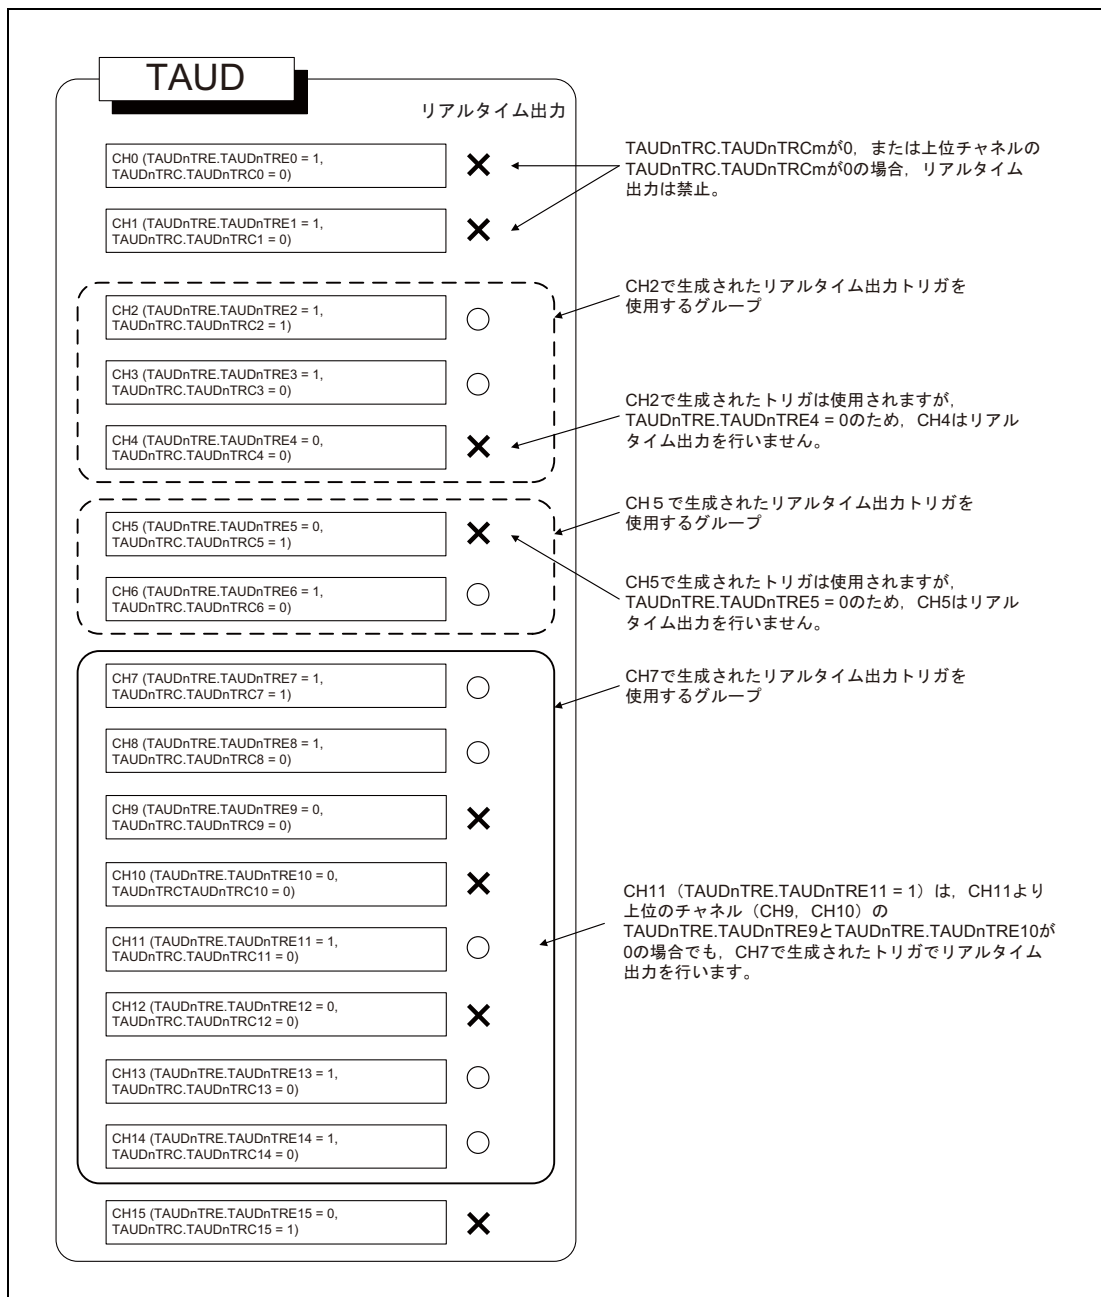 TAUD
リアルタイム出力
CH0 (TAUDnTRE.TAUDnTRE0 = 1,
TAUDnTRC.TAUDnTRC0 = 0)
TAUDnTRC.TAUDnTRCmが0，または上位チャネルの
TAUDnTRC.TAUDnTRCmが0の場合，リアルタイム
出力は禁止。
CH1 (TAUDnTRE.TAUDnTRE1 = 1,
TAUDnTRC.TAUDnTRC1 = 0)
CH2 (TAUDnTRE.TAUDnTRE2 = 1,
TAUDnTRC.TAUDnTRC2 = 1)
CH2で生成されたリアルタイム出力トリガを
使用するグループ
CH3 (TAUDnTRE.TAUDnTRE3 = 1,
TAUDnTRC.TAUDnTRC3 = 0)
CH4 (TAUDnTRE.TAUDnTRE4 = 0,
TAUDnTRC.TAUDnTRC4 = 0)
CH2で生成されたトリガは使用されますが，
TAUDnTRE.TAUDnTRE4 = 0のため，CH4はリアル
タイム出力を行いません。
CH5 (TAUDnTRE.TAUDnTRE5 = 0,
TAUDnTRC.TAUDnTRC5 = 1)
CH５で生成されたリアルタイム出力トリガを
使用するグループ
CH6 (TAUDnTRE.TAUDnTRE6 = 1,
TAUDnTRC.TAUDnTRC6 = 0)
CH5で生成されたトリガは使用されますが，
TAUDnTRE.TAUDnTRE5 = 0のため，CH5はリアル
タイム出力を行いません。
CH7 (TAUDnTRE.TAUDnTRE7 = 1,
TAUDnTRC.TAUDnTRC7 = 1)
CH7で生成されたリアルタイム出力トリガを
使用するグループ
CH8 (TAUDnTRE.TAUDnTRE8 = 1,
TAUDnTRC.TAUDnTRC8 = 0)
CH9 (TAUDnTRE.TAUDnTRE9 = 0,
TAUDnTRC.TAUDnTRC9 = 0)
CH10 (TAUDnTRE.TAUDnTRE10 = 0,
TAUDnTRCTAUDnTRC10 = 0)
CH11 (TAUDnTRE.TAUDnTRE11 = 1,
TAUDnTRC.TAUDnTRC11 = 0)
CH11（TAUDnTRE.TAUDnTRE11 = 1）は，CH11より
上位のチャネル（CH9，CH10）の
TAUDnTRE.TAUDnTRE9とTAUDnTRE.TAUDnTRE10が
0の場合でも，CH7で生成されたトリガでリアルタイム
出力を行います。
CH12 (TAUDnTRE.TAUDnTRE12 = 0,
TAUDnTRC.TAUDnTRC12 = 0)
CH13 (TAUDnTRE.TAUDnTRE13 = 1,
TAUDnTRC.TAUDnTRC13 = 0)
CH14 (TAUDnTRE.TAUDnTRE14 = 1,
TAUDnTRC.TAUDnTRC14 = 0)
CH15 (TAUDnTRE.TAUDnTRE15 = 0,
TAUDnTRC.TAUDnTRC15 = 1)